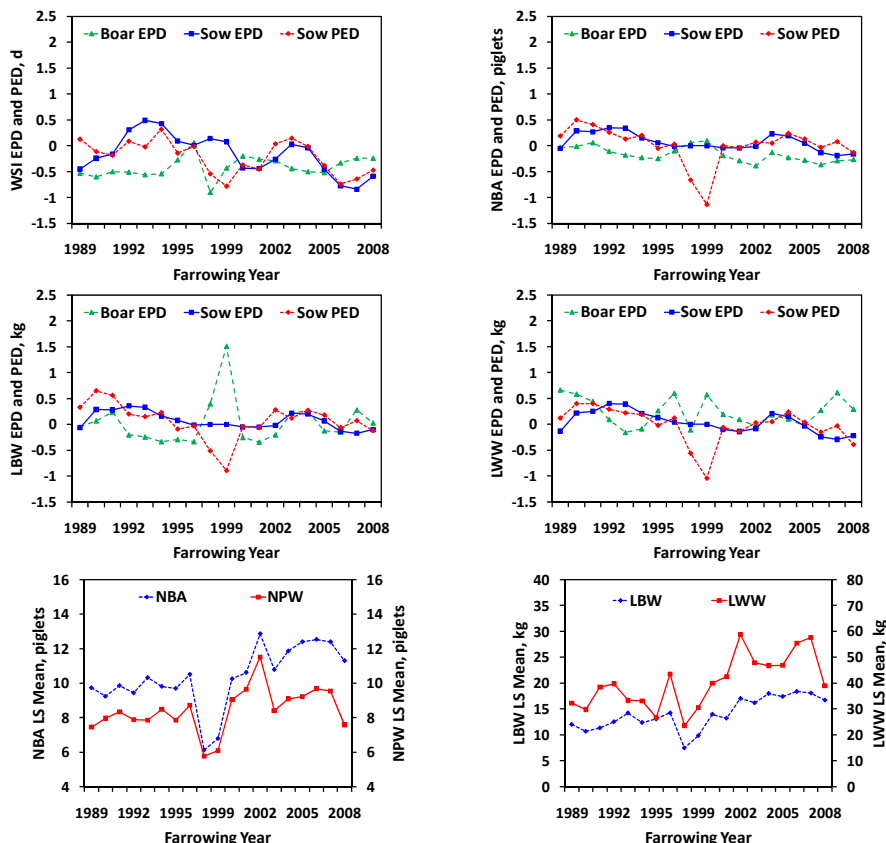 WSI EPD and PED, d
Boar EPD Sow EPD Sow PED
2.5
2
1.5
1
0.5
0
-0.5
-1
-1.5
1989 1992 1995 1999 2002 2005 2008
Farrowing Year
NBA EPD and PED, piglets
Boar EPD Sow EPD Sow PED
2.5
2
1.5
1
0.5
0
-0.5
-1
-1.5
1989 1992 1995 1999 2002 2005 2008
Farrowing Year
LBW EPD and PED, kg
Boar EPD Sow EPD Sow PED
2.5
2
1.5
1
0.5
0
-0.5
-1
-1.5
1989 1992 1995 1999 2002 2005 2008
Farrowing Year
LWW EPD and PED, kg
Boar EPD Sow EPD Sow PED
2.5
2
1.5
1
0.5
0
-0.5
-1
-1.5
1989 1992 1995 1999 2002 2005 2008
Farrowing Year
NBA LS Mean, piglets
NBA NPW
16
14
12
10
8
6
4
16
14
12
10
8
6
4
NPW LS Mean, piglets
1989 1992 1995 1999 2002 2005 2008
Farrowing Year
LBW LS Mean, kg
LBW LWW
40
35
30
25
20
15
10
5
0
80
70
60
50
40
30
20
10
0
LWW LS Mean, kg
1989 1992 1995 1999 2002 2005 2008
Farrowing Year